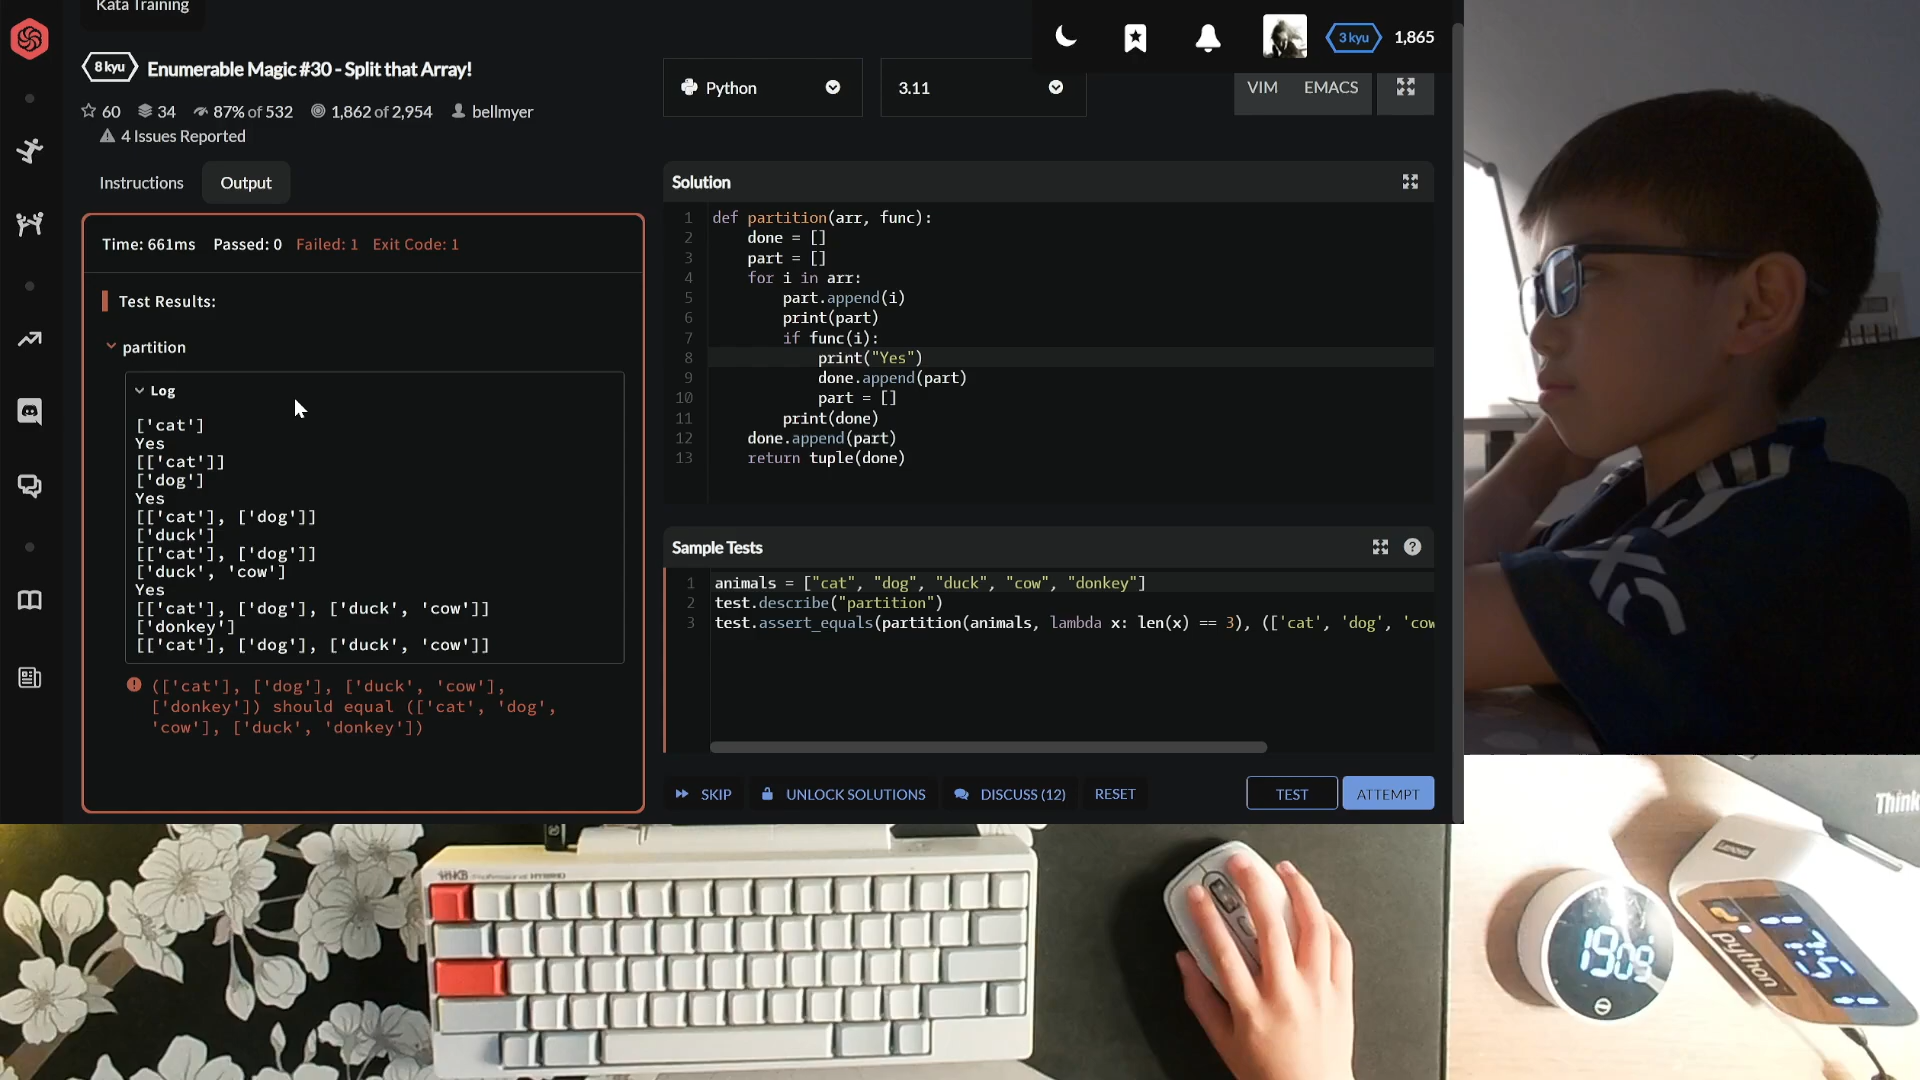 Kata Training
8 kyu
Enumerable Magic #30 - Split that Array!
3 kyu
1,865
60 34 87% of 532 1,862 of 2,954 bellmyer
4 Issues Reported
Python
3.11
VIM
EMACS
Instructions
Output
Time: 661ms Passed: 0 Failed: 1 Exit Code: 1
Test Results:
partition
Log
['cat']
Yes
[['cat']]
['dog']
Yes
[['cat'], ['dog']]
['duck']
[['cat'], ['dog']]
['duck', 'cow']
Yes
[['cat'], ['dog'], ['duck', 'cow']]
['donkey']
[['cat'], ['dog'], ['duck', 'cow']]
(['cat'], ['dog'], ['duck', 'cow'],
['donkey']) should equal (['cat', 'dog',
'cow'], ['duck', 'donkey'])
Solution
1 def partition(arr, func):
2 done = []
3 part = []
4 for i in arr:
5 part.append(i)
6 print(part)
7 if func(i):
8 print("Yes")
9 done.append(part)
10 part = []
11 print(done)
12 done.append(part)
13 return tuple(done)
Sample Tests
1 animals = ["cat", "dog", "duck", "cow", "donkey"]
2 test.describe("partition")
3 test.assert_equals(partition(animals, lambda x: len(x) == 3), (['cat', 'dog', 'cow
SKIP
UNLOCK SOLUTIONS
DISCUSS (12)
RESET
TEST
ATTEMPT
HHKB
Think
Lenovo
python